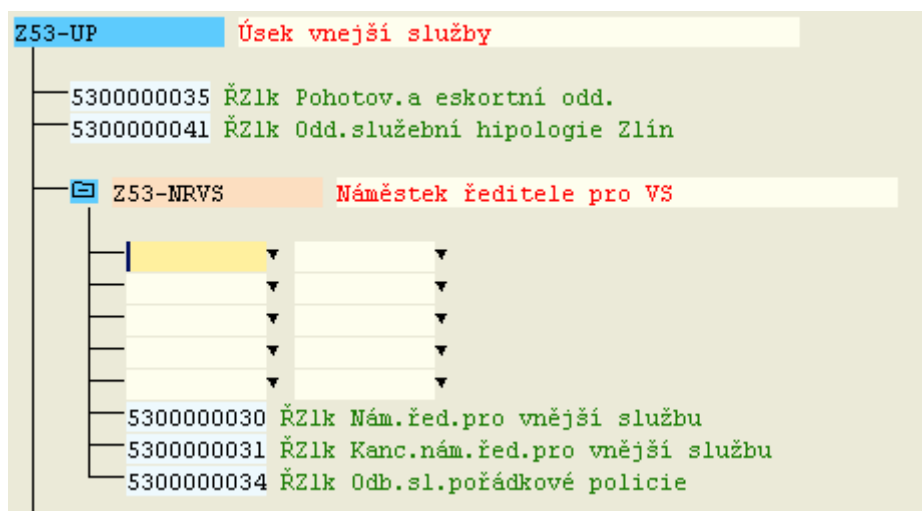 Z53-UP Úsek vnejší služby
5300000035 ŘZlk Pohotov.a eskortní odd.
5300000041 ŘZlk Odd.služební hipologie Zlín
Z53-NRVS Náměstek ředitele pro VS
5300000030 ŘZlk Nám.řed.pro vnější službu
5300000031 ŘZlk Kanc.nám.řed.pro vnější službu
5300000034 ŘZlk Odb.sl.pořádkové policie